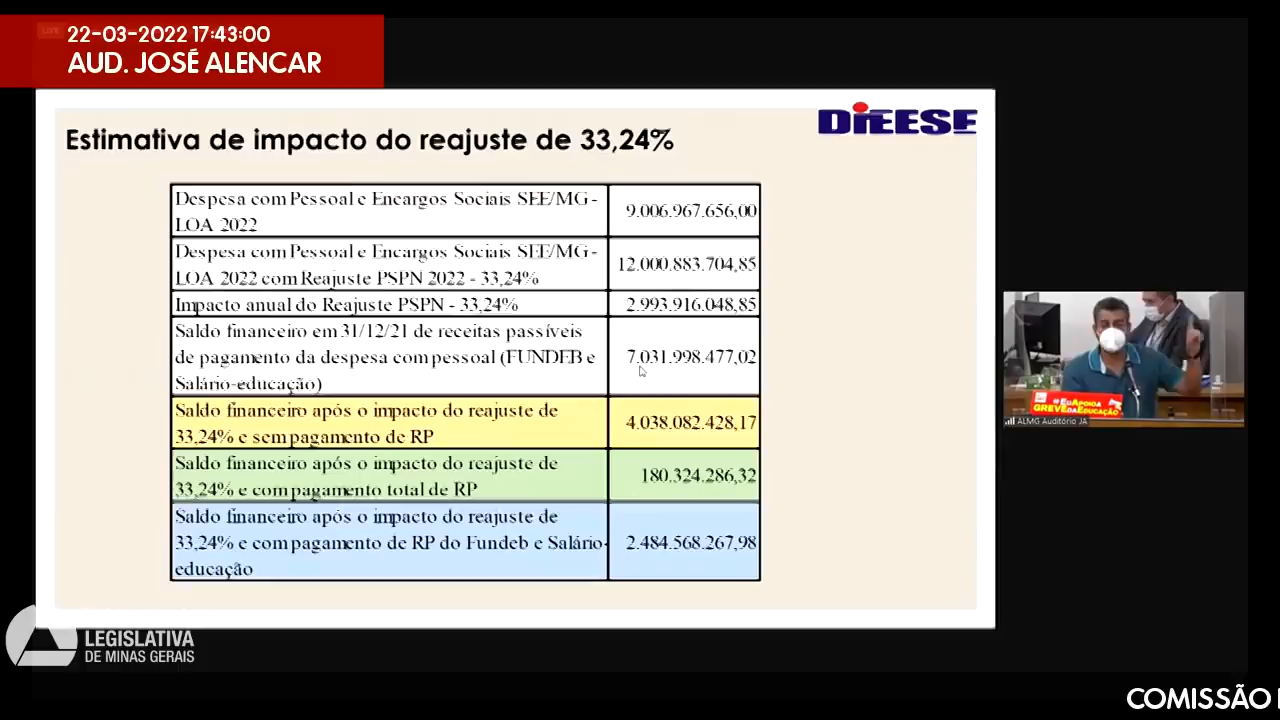 LIVE
22-03-2022 17:43:00
AUD. JOSÉ ALENCAR
DIEESE
Estimativa de impacto do reajuste de 33,24%
Despesa com Pessoal e Encargos Sociais SEE/MG -
LOA 2022
9.006.967.656,00
Despesa com Pessoal e Encargos Sociais SEE/MG -
LOA 2022 com Reajuste PSPN 2022 - 33,24%
12.000.883.704,85
Impacto anual do Reajuste PSPN - 33,24%
2.993.916.048,85
Saldo financeiro em 31/12/21 de receitas passíveis
de pagamento da despesa com pessoal (FUNDEB e
Salário-educação)
7.031.998.477,02
Saldo financeiro após o impacto do reajuste de
33,24% e sem pagamento de RP
4.038.082.428,17
Saldo financeiro após o impacto do reajuste de
33,24% e com pagamento total de RP
180.324.286,32
Saldo financeiro após o impacto do reajuste de
33,24% e com pagamento de RP do Fundeb e Salário-
educação
2.484.568.267,98
#EUAPOIA
GREVEDAEDUCAÇÃO
ALMG Auditório JA
LEGISLATIVA
DE MINAS GERAIS
COMISSÃO